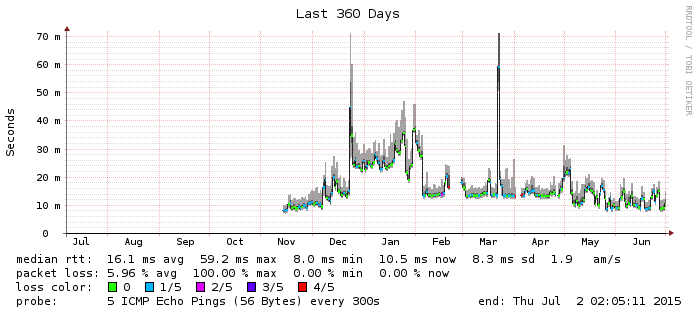 Last 360 Days
RRDTOOL / TOBI OETIKER
Seconds
70 m
60 m
50 m
40 m
30 m
20 m
10 m
0
Jul Aug Sep Oct Nov Dec Jan Feb Mar Apr May Jun
median rtt: 16.1 ms avg 59.2 ms max 8.0 ms min 10.5 ms now 8.3 ms sd 1.9 am/s
packet loss: 5.96 % avg 100.00 % max 0.00 % min 0.00 % now
loss color: 0 1/5 2/5 3/5 4/5
probe: 5 ICMP Echo Pings (56 Bytes) every 300s end: Thu Jul 2 02:05:11 2015